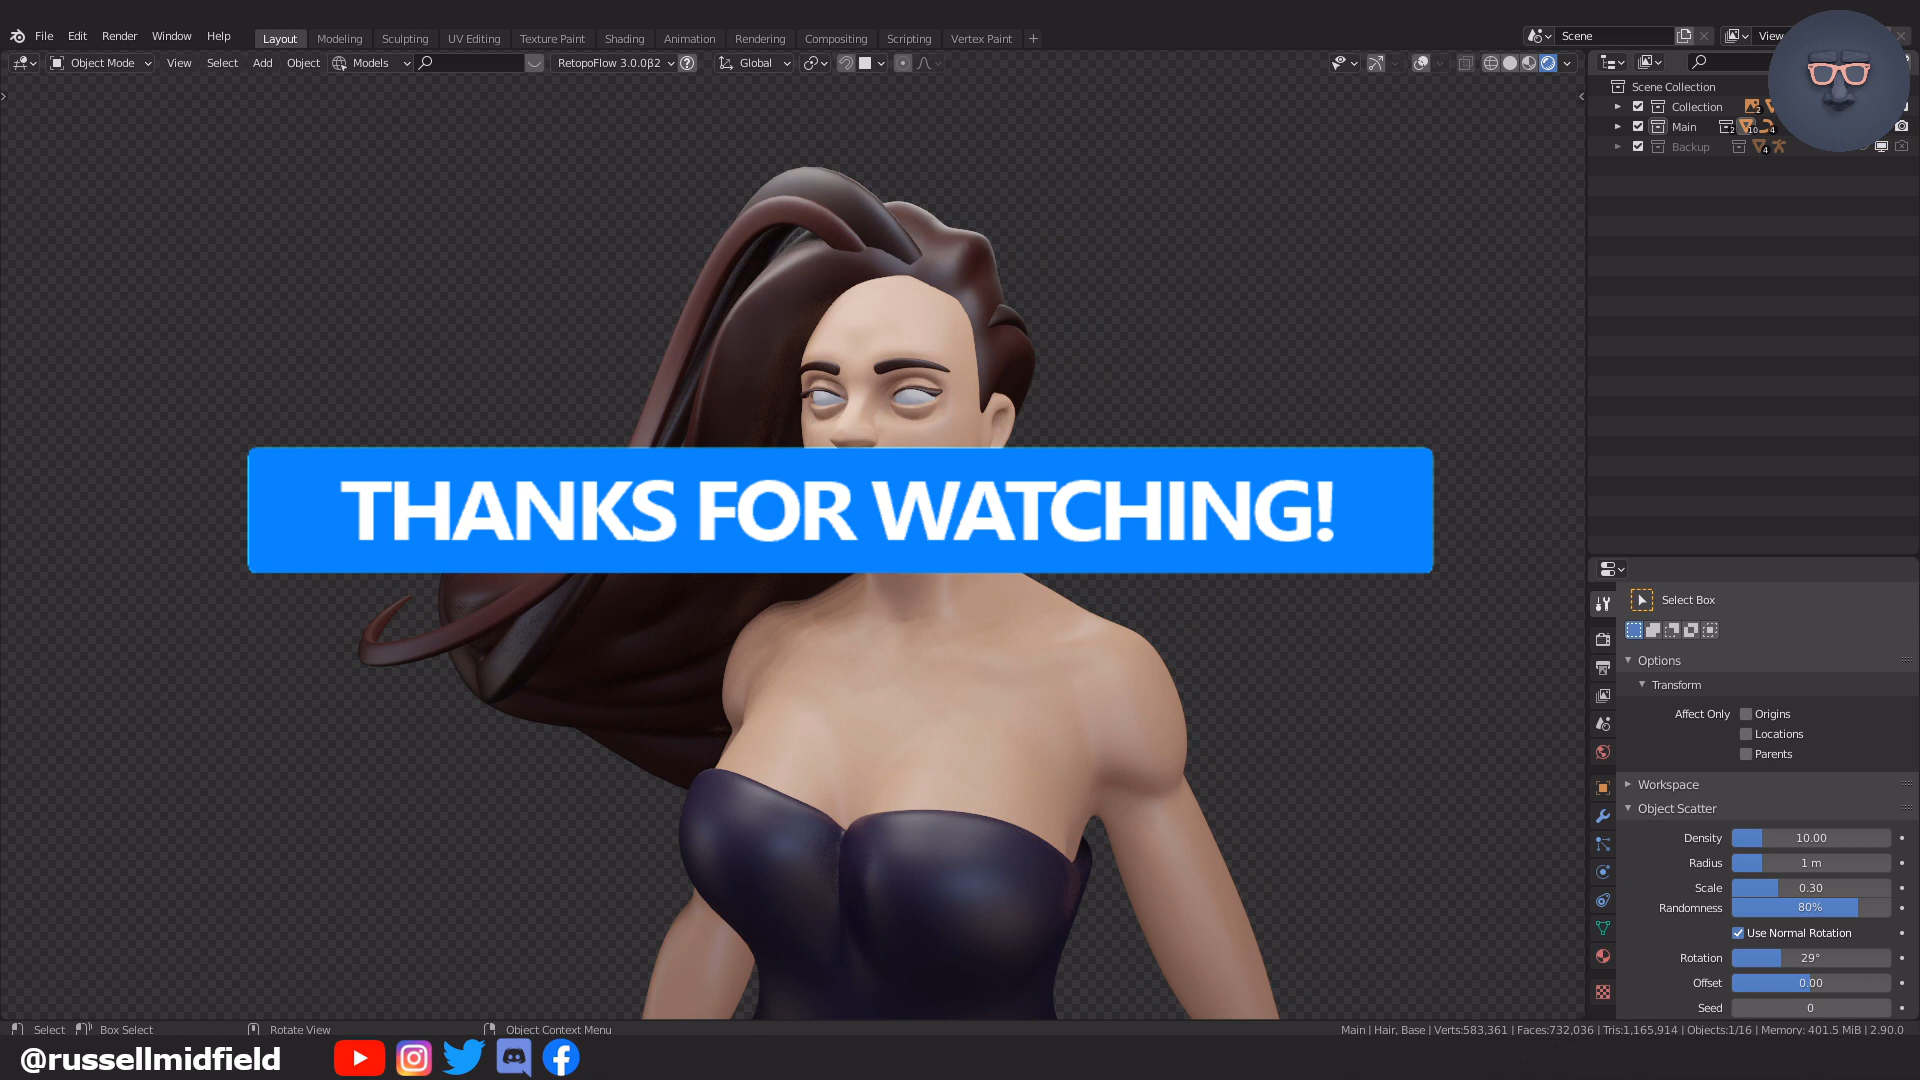 File Edit Render Window Help Layout Modeling Sculpting UV Editing Texture Paint Shading Animation Rendering Compositing Scripting Vertex Paint + Scene View
Object Mode View Select Add Object Models RetopoFlow 3.0.0β2 Global
Scene Collection
Collection 2
Main 2 10 4
Backup 4
THANKS FOR WATCHING!
Select Box
Options
Transform
Affect Only Origins
Locations
Parents
Workspace
Object Scatter
Density 10.00
Radius 1 m
Scale 0.30
Randomness 80%
Use Normal Rotation
Rotation 29°
Offset 0.00
Seed 0
Select Box Select Rotate View Object Context Menu Main | Hair, Base | Verts:583,361 | Faces:732,036 | Tris:1,165,914 | Objects:1/16 | Memory: 401.5 MiB | 2.90.0
@russellmidfield